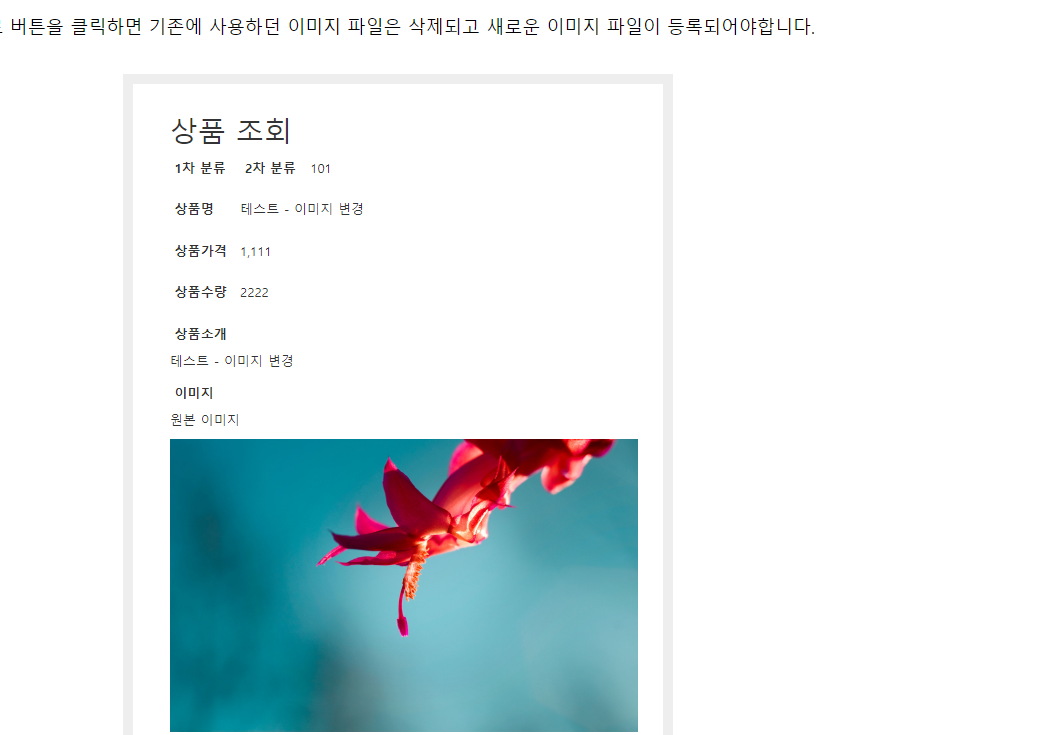 버튼을 클릭하면 기존에 사용하던 이미지 파일은 삭제되고 새로운 이미지 파일이 등록되어야합니다.
상품 조회
1차 분류 2차 분류 101
상품명 테스트 - 이미지 변경
상품가격 1,111
상품수량 2222
상품소개
테스트 - 이미지 변경
이미지
원본 이미지